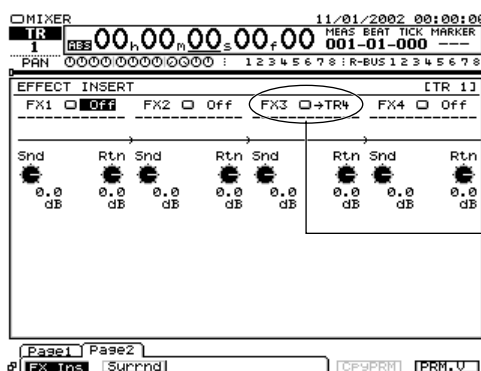 MIXER 11/01/2002 00:00:00
TR 1 ABS 00h00m00s00f00 MEAS BEAT TICK MARKER
001-01-000 ---
PAN 12345678:R-BUS12345678
EFFECT INSERT [TR 1]
FX1 Off FX2 Off FX3 →TR4 FX4 Off
Snd Rtn Snd Rtn Snd Rtn Snd Rtn
0.0 0.0 0.0 0.0 0.0 0.0 0.0 0.0
dB dB dB dB dB dB dB dB
Page1 Page2
FX Ins Surrnd CpyPRM PRM.V